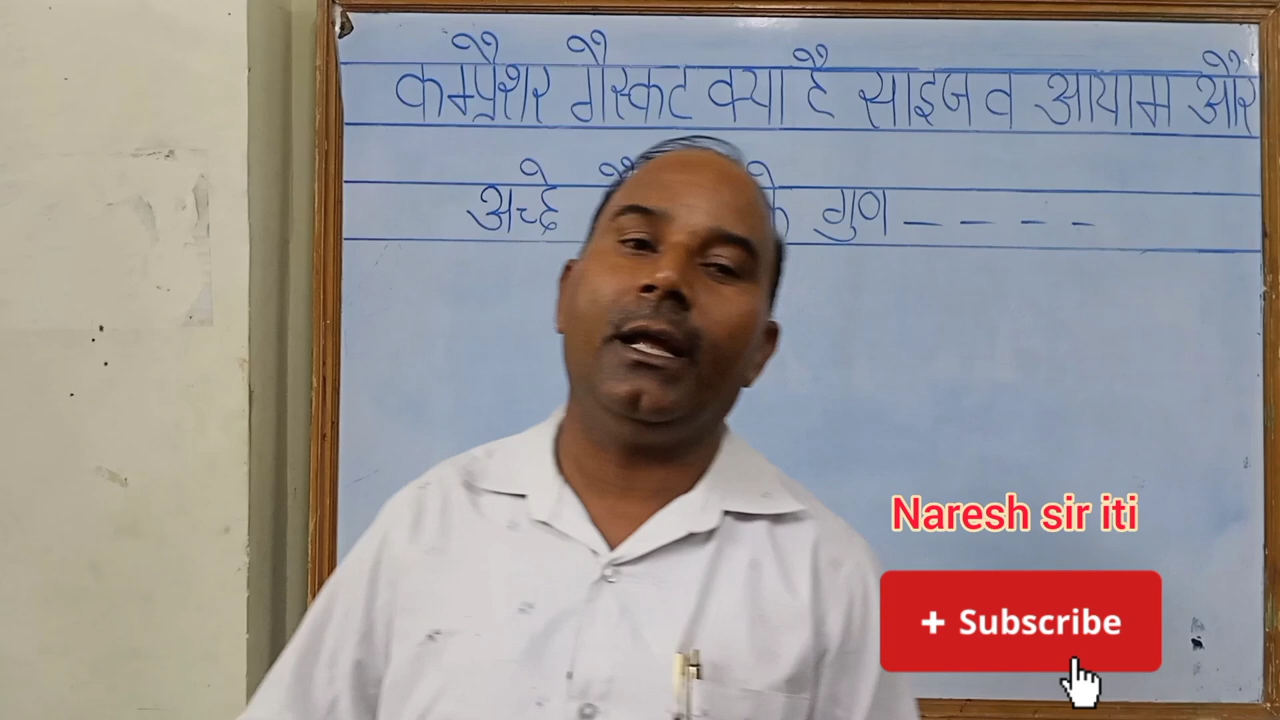 कम्प्रैशर गैस्कट क्या है साइज व आयाम और
अच्छे के गुण - - - -
Naresh sir iti
+ Subscribe